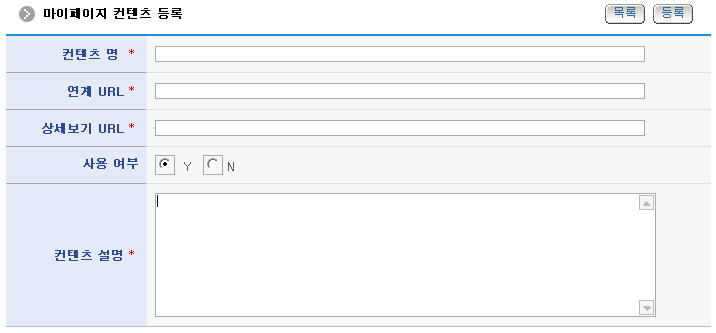 마이페이지 컨텐츠 등록 목록 등록
컨텐츠 명 *
연계 URL *
상세보기 URL *
사용 여부 Y N
컨텐츠 설명 *